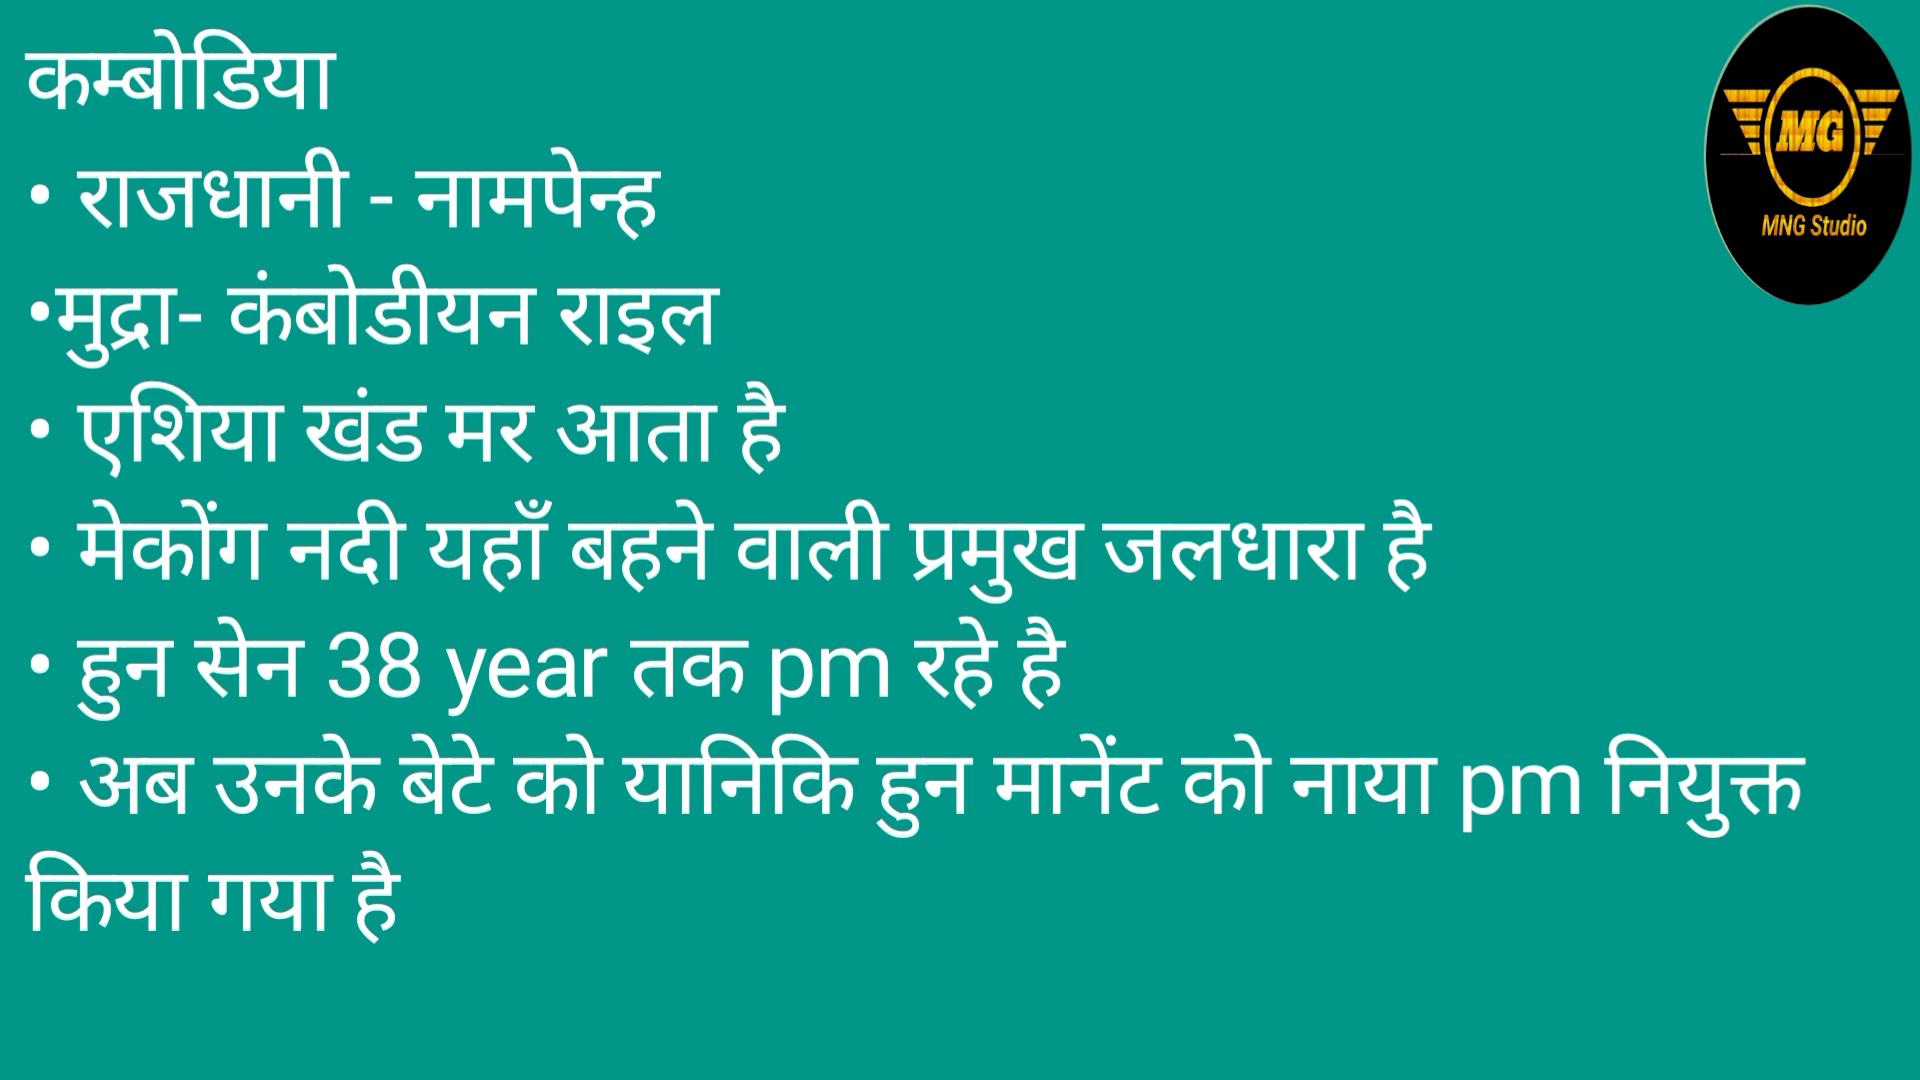 कम्बोडिया
• राजधानी - नामपेन्ह
•मुद्रा- कंबोडीयन राइल
• एशिया खंड मर आता है
• मेकोंग नदी यहाँ बहने वाली प्रमुख जलधारा है
• हुन सेन 38 year तक pm रहे है
• अब उनके बेटे को यानिकि हुन मानेंट को नाया pm नियुक्त
किया गया है
MG
MNG Studio